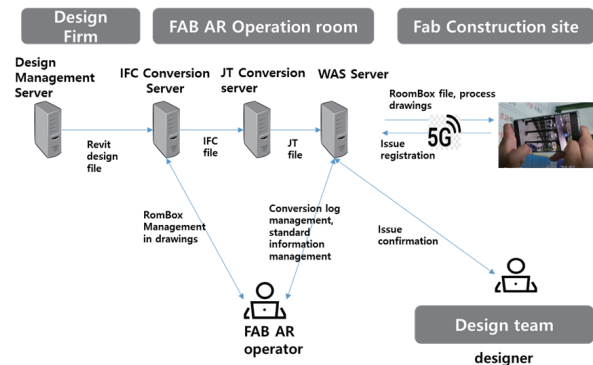 Design
Firm
FAB AR Operation room
Fab Construction site
Design
Management
Server
IFC Conversion
Server
JT Conversion
server
WAS Server
RoomBox file, process
drawings
5G
Issue
registration
Revit
design
file
IFC
file
JT
file
RomBox
Management
in drawings
Conversion log
management,
standard
information
management
Issue
confirmation
FAB AR
operator
Design team
designer